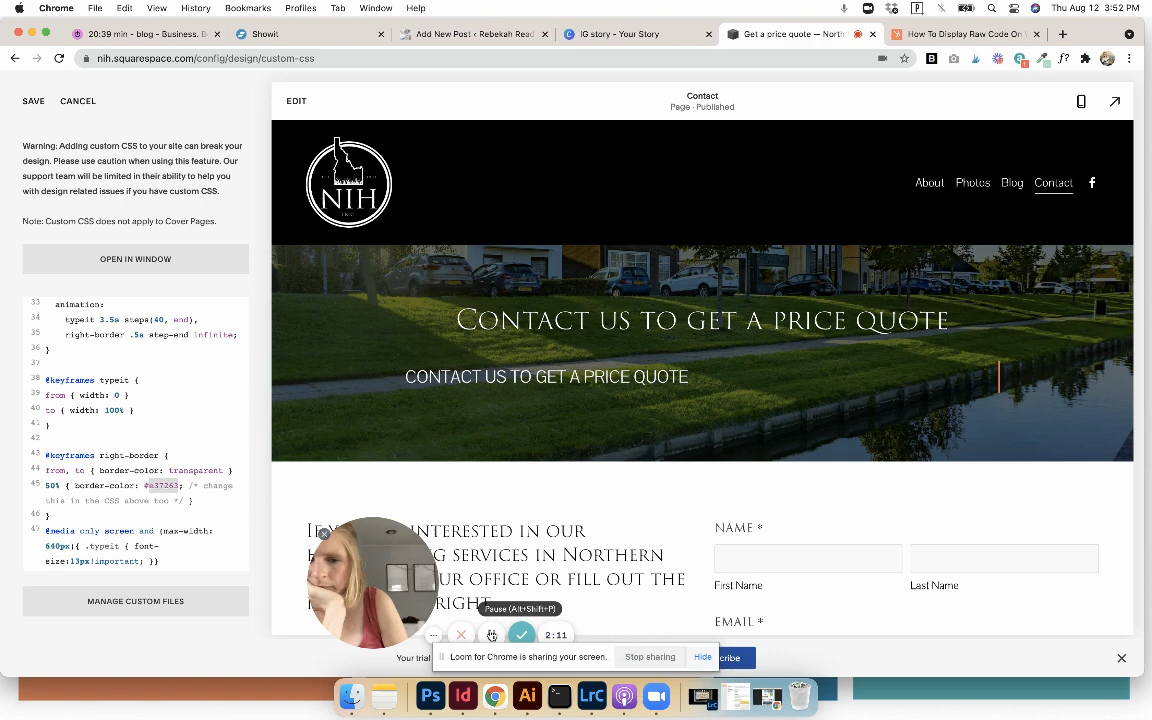 Chrome File Edit View History Bookmarks Profiles Tab Window Help Thu Aug 12 3:52 PM
20:39 min - blog - Business. B Showit Add New Post ‹ Rebekah Read IG story - Your Story Get a price quote — North How To Display Raw Code On
nih.squarespace.com/config/design/custom-css
SAVE CANCEL
Warning: Adding custom CSS to your site can break your
design. Please use caution when using this feature. Our
support team will be limited in their ability to help you
with design related issues if you have custom CSS.
Note: Custom CSS does not apply to Cover Pages.
OPEN IN WINDOW
33 animation:
34 typeit 3.5s steps(40, end),
35 right-border .5s step-end infinite;
36 }
37
38 @keyframes typeit {
39 from { width: 0 }
40 to { width: 100% }
41 }
42
43 @keyframes right-border {
44 from, to { border-color: transparent }
45 50% { border-color: #e37263; /* change
this in the CSS above too */ }
46 }
47 @media only screen and (max-width:
640px){ .typeit { font-
size:13px!important; }}
MANAGE CUSTOM FILES
EDIT
Contact
Page · Published
NIH
INC
About Photos Blog Contact
CONTACT US TO GET A PRICE QUOTE
CONTACT US TO GET A PRICE QUOTE
INTERESTED IN OUR
SERVICES IN NORTHERN
OUR OFFICE OR FILL OUT THE
RIGHT
NAME *
First Name
Last Name
EMAIL *
Pause (Alt+Shift+P)
2:11
Your trial
Loom for Chrome is sharing your screen. Stop sharing Hide
Ps Id Ai LrC